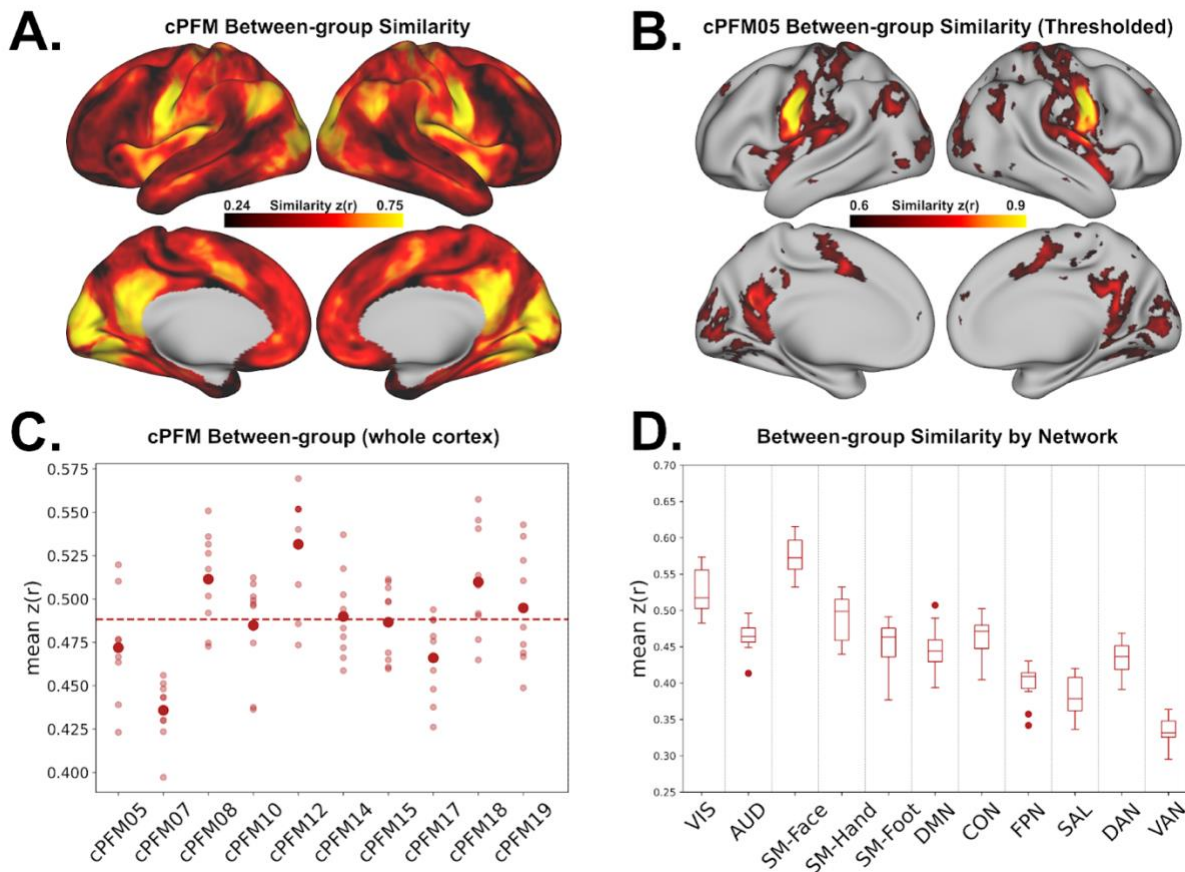 A.
cPFM Between-group Similarity
0.24 Similarity z(r) 0.75
B.
cPFM05 Between-group Similarity (Thresholded)
0.6 Similarity z(r) 0.9
C.
cPFM Between-group (whole cortex)
mean z(r)
0.575
0.550
0.525
0.500
0.475
0.450
0.425
0.400
cPFM05
cPFM07
cPFM08
cPFM10
cPFM12
cPFM14
cPFM15
cPFM17
cPFM18
cPFM19
D.
Between-group Similarity by Network
mean z(r)
0.70
0.65
0.60
0.55
0.50
0.45
0.40
0.35
0.30
0.25
VIS
AUD
SM-Face
SM-Hand
SM-Foot
DMN
CON
FPN
SAL
DAN
VAN